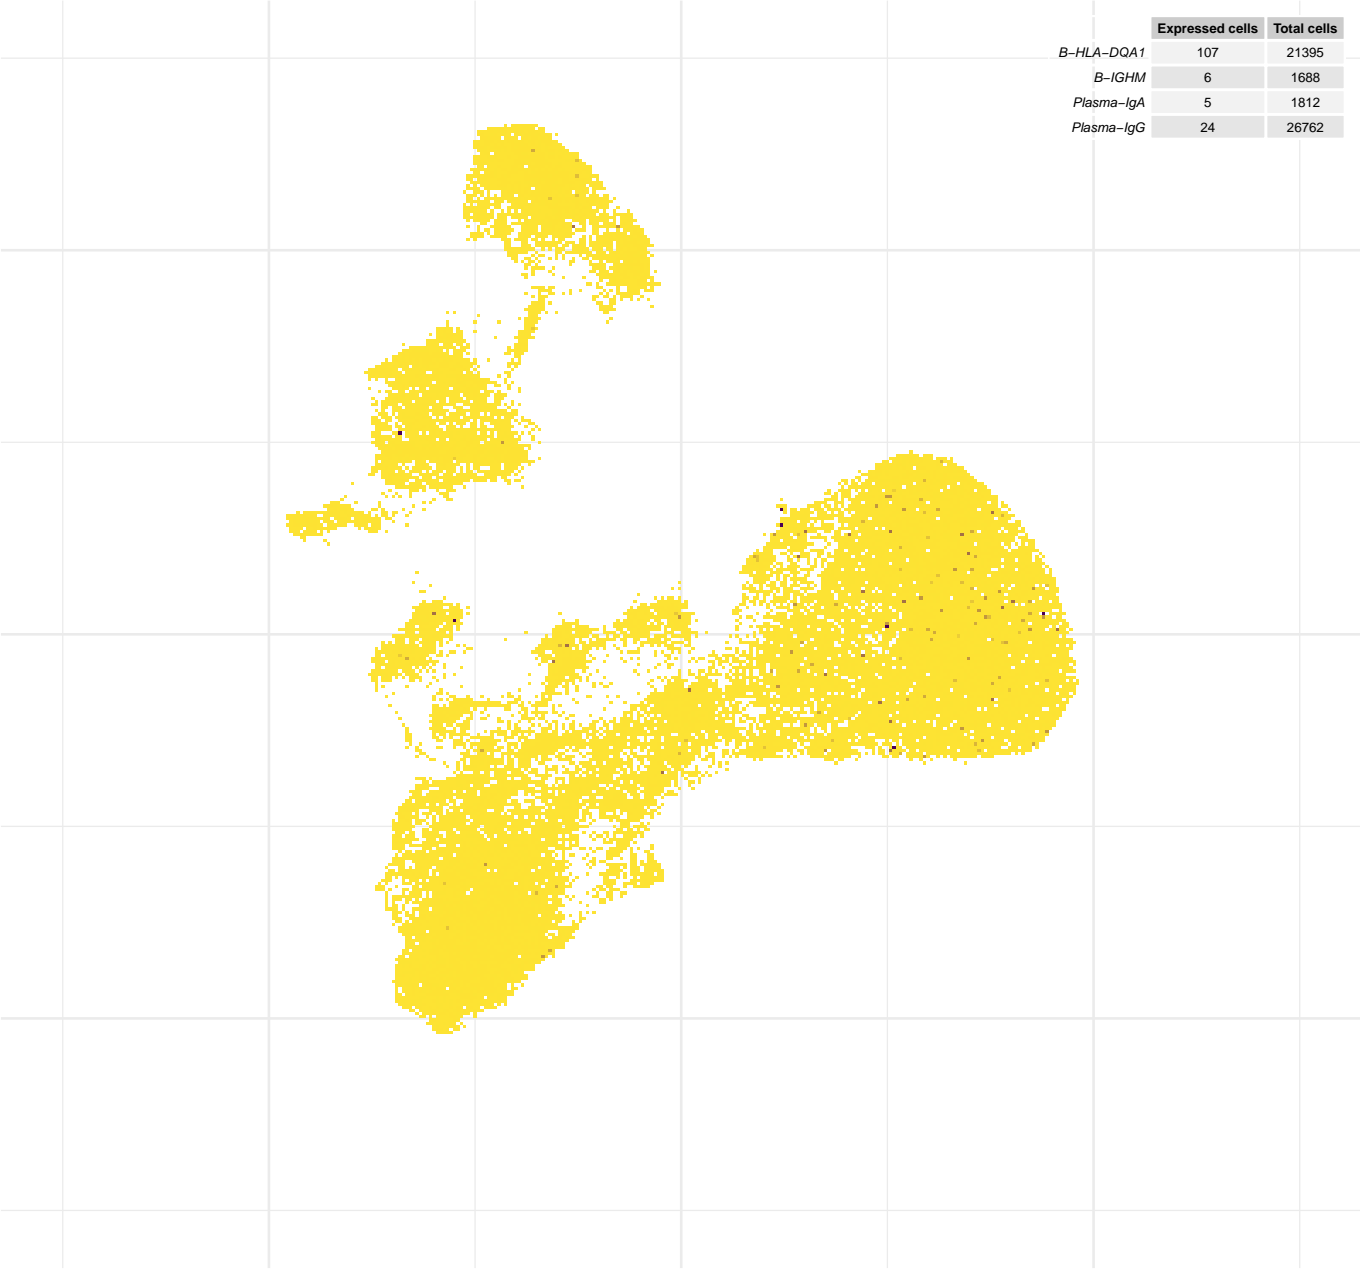 Expressed cells Total cells
B−HLA−DQA1 107 21395
B−IGHM 6 1688
Plasma−IgA 5 1812
Plasma−IgG 24 26762